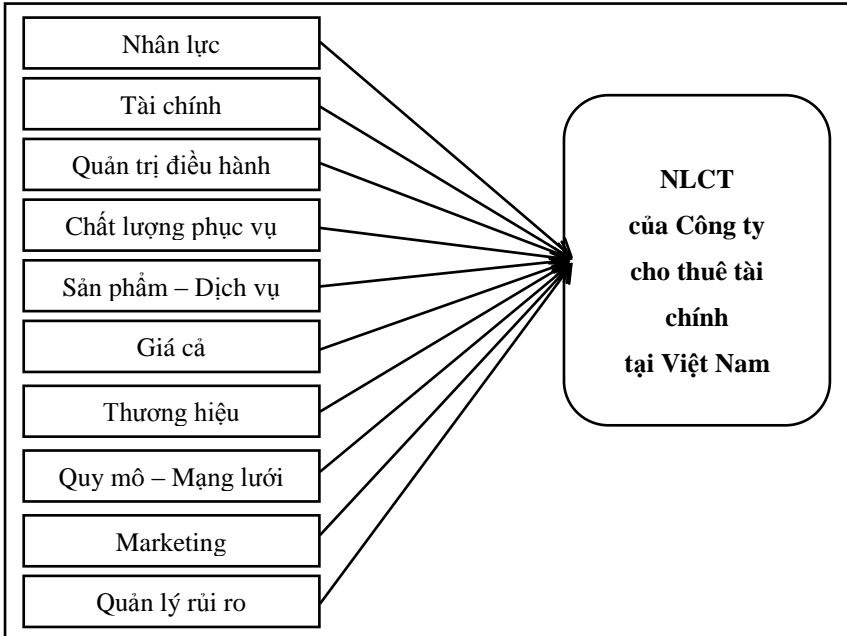 Nhân lực
Tài chính
Quản trị điều hành
Chất lượng phục vụ
Sản phẩm – Dịch vụ
Giá cả
Thương hiệu
Quy mô – Mạng lưới
Marketing
Quản lý rủi ro
NLCT
của Công ty
cho thuê tài
chính
tại Việt Nam